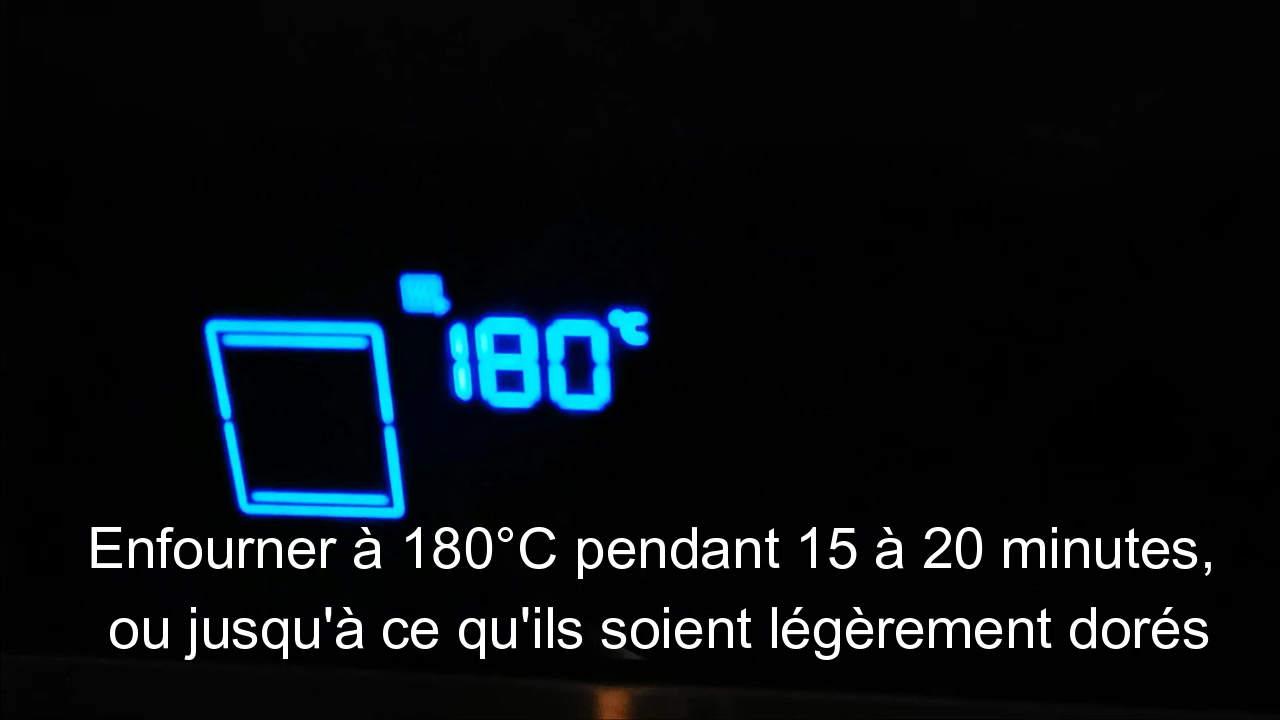 180°C
Enfourner à 180°C pendant 15 à 20 minutes,
ou jusqu'à ce qu'ils soient légèrement dorés